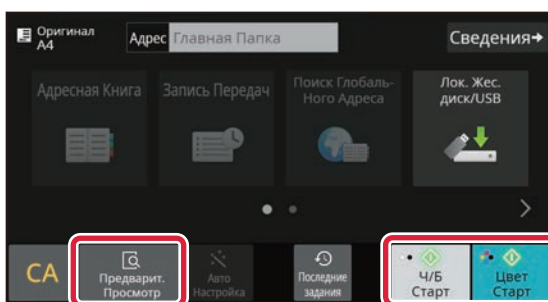 Оригинал
А4
Адрес Главная Папка
Сведения
Адресная Книга
Запись Передач
Поиск Глобаль-
Ного Адреса
Лок. Жес.
диск/USB
CA
Предварит.
Просмотр
Авто
Настройка
Последние
задания
Ч/Б
Старт
Цвет
Старт